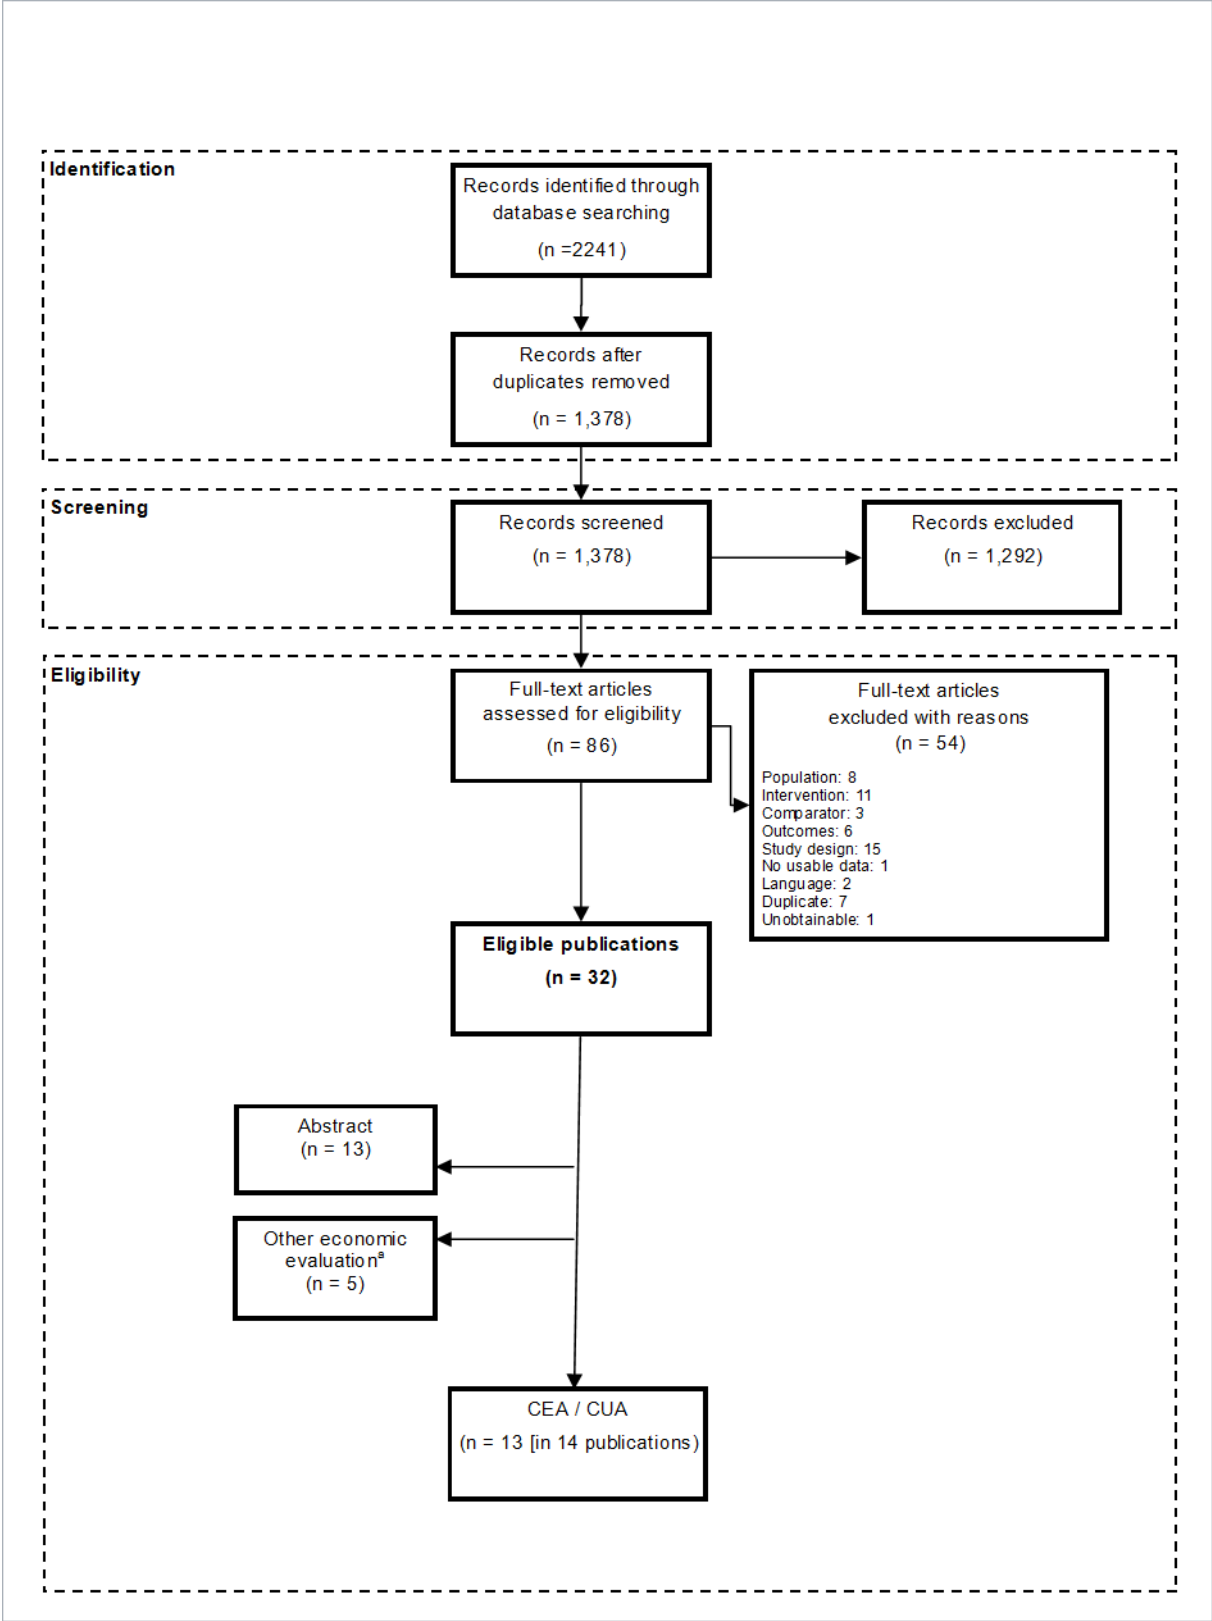 Identification
Records identified through
database searching
(n =2241)
Records after
duplicates removed
(n = 1,378)
Screening
Records screened
(n = 1,378)
Records excluded
(n = 1,292)
Eligibility
Full-text articles
assessed for eligibility
(n = 86)
Full-text articles
excluded with reasons
(n = 54)
Population: 8
Intervention: 11
Comparator: 3
Outcomes: 6
Study design: 15
No usable data: 1
Language: 2
Duplicate: 7
Unobtainable: 1
Eligible publications
(n = 32)
Abstract
(n = 13)
Other economic
evaluationª
(n = 5)
CEA / CUA
(n = 13 [in 14 publications)